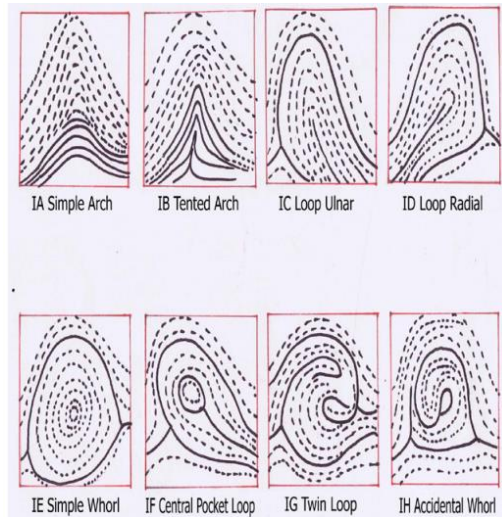 IA Simple Arch IB Tented Arch IC Loop Ulnar ID Loop Radial
IE Simple Whorl IF Central Pocket Loop IG Twin Loop IH Accidental Whorl